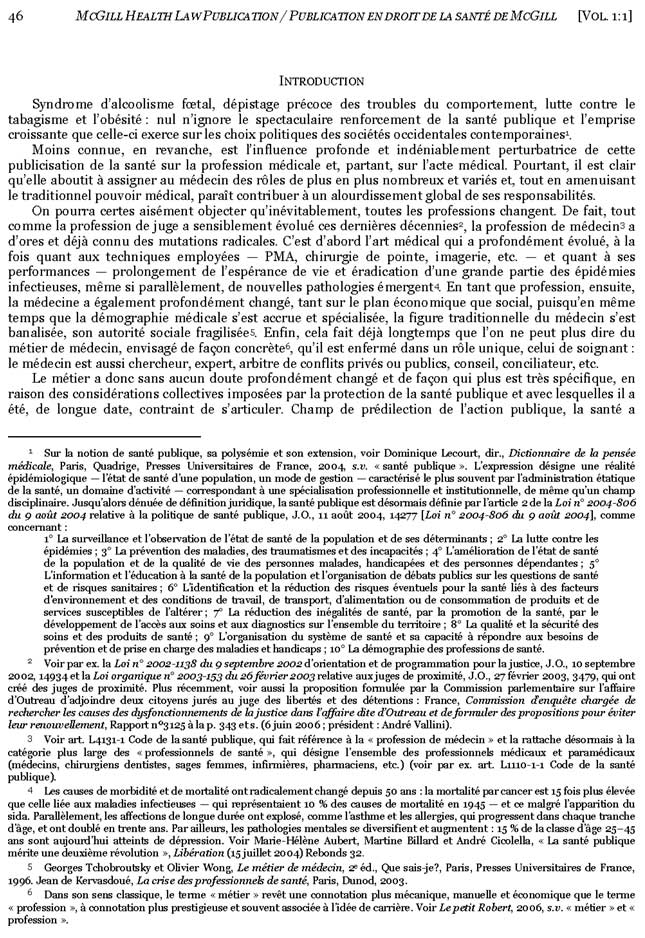 46 MCGILL HEALTH LAW PUBLICATION / PUBLICATION EN DROIT DE LA SANTÉ DE MCGILL [VOL. 1:1]
INTRODUCTION
Syndrome d’alcoolisme fœtal, dépistage précoce des troubles du comportement, lutte contre le
tabagisme et l’obésité : nul n’ignore le spectaculaire renforcement de la santé publique et l’emprise
croissante que celle-ci exerce sur les choix politiques des sociétés occidentales contemporaines¹.
Moins connue, en revanche, est l’influence profonde et indéniablement perturbatrice de cette
publicisation de la santé sur la profession médicale et, partant, sur l’acte médical. Pourtant, il est clair
qu’elle aboutit à assigner au médecin des rôles de plus en plus nombreux et variés et, tout en amenuisant
le traditionnel pouvoir médical, paraît contribuer à un alourdissement global de ses responsabilités.
On pourra certes aisément objecter qu’inévitablement, toutes les professions changent. De fait, tout
comme la profession de juge a sensiblement évolué ces dernières décennies², la profession de médecin³ a
d’ores et déjà connu des mutations radicales. C’est d’abord l’art médical qui a profondément évolué, à la
fois quant aux techniques employées — PMA, chirurgie de pointe, imagerie, etc. — et quant à ses
performances — prolongement de l’espérance de vie et éradication d’une grande partie des épidémies
infectieuses, même si parallèlement, de nouvelles pathologies émergent⁴. En tant que profession, ensuite,
la médecine a également profondément changé, tant sur le plan économique que social, puisqu’en même
temps que la démographie médicale s’est accrue et spécialisée, la figure traditionnelle du médecin s’est
banalisée, son autorité sociale fragilisée⁵. Enfin, cela fait déjà longtemps que l’on ne peut plus dire du
métier de médecin, envisagé de façon concrète⁶, qu’il est enfermé dans un rôle unique, celui de soignant :
le médecin est aussi chercheur, expert, arbitre de conflits privés ou publics, conseil, conciliateur, etc.
Le métier a donc sans aucun doute profondément changé et de façon qui plus est très spécifique, en
raison des considérations collectives imposées par la protection de la santé publique et avec lesquelles il a
été, de longue date, contraint de s’articuler. Champ de prédilection de l’action publique, la santé a
1 Sur la notion de santé publique, sa polysémie et son extension, voir Dominique Lecourt, dir., Dictionnaire de la pensée
médicale, Paris, Quadrige, Presses Universitaires de France, 2004, s.v. « santé publique ». L’expression désigne une réalité
épidémiologique — l’état de santé d’une population, un mode de gestion — caractérisé le plus souvent par l’administration étatique
de la santé, un domaine d’activité — correspondant à une spécialisation professionnelle et institutionnelle, de même qu’un champ
disciplinaire. Jusqu’alors dénuée de définition juridique, la santé publique est désormais définie par l’article 2 de la Loi n° 2004-806
du 9 août 2004 relative à la politique de santé publique, J.O., 11 août 2004, 14277 [Loi n° 2004-806 du 9 août 2004], comme
concernant :
1° La surveillance et l’observation de l’état de santé de la population et de ses déterminants ; 2° La lutte contre les
épidémies ; 3° La prévention des maladies, des traumatismes et des incapacités ; 4° L’amélioration de l’état de santé
de la population et de la qualité de vie des personnes malades, handicapées et des personnes dépendantes ; 5°
L’information et l’éducation à la santé de la population et l’organisation de débats publics sur les questions de santé
et de risques sanitaires ; 6° L’identification et la réduction des risques éventuels pour la santé liés à des facteurs
d’environnement et des conditions de travail, de transport, d’alimentation ou de consommation de produits et de
services susceptibles de l’altérer ; 7° La réduction des inégalités de santé, par la promotion de la santé, par le
développement de l’accès aux soins et aux diagnostics sur l’ensemble du territoire ; 8° La qualité et la sécurité des
soins et des produits de santé ; 9° L’organisation du système de santé et sa capacité à répondre aux besoins de
prévention et de prise en charge des maladies et handicaps ; 10° La démographie des professions de santé.
2 Voir par ex. la Loi n° 2002-1138 du 9 septembre 2002 d’orientation et de programmation pour la justice, J.O., 10 septembre
2002, 14934 et la Loi organique n° 2003-153 du 26 février 2003 relative aux juges de proximité, J.O., 27 février 2003, 3479, qui ont
créé des juges de proximité. Plus récemment, voir aussi la proposition formulée par la Commission parlementaire sur l’affaire
d’Outreau d’adjoindre deux citoyens jurés au juge des libertés et des détentions : France, Commission d’enquête chargée de
rechercher les causes des dysfonctionnements de la justice dans l’affaire dite d’Outreau et de formuler des propositions pour éviter
leur renouvellement, Rapport n°3125 à la p. 343 et s. (6 juin 2006 ; président : André Vallini).
3 Voir art. L4131-1 Code de la santé publique, qui fait référence à la « profession de médecin » et la rattache désormais à la
catégorie plus large des « professionnels de santé », qui désigne l’ensemble des professionnels médicaux et paramédicaux
(médecins, chirurgiens dentistes, sages femmes, infirmières, pharmaciens, etc.) (voir par ex. art. L1110-1-1 Code de la santé
publique).
4 Les causes de morbidité et de mortalité ont radicalement changé depuis 50 ans : la mortalité par cancer est 15 fois plus élevée
que celle liée aux maladies infectieuses — qui représentaient 10 % des causes de mortalité en 1945 — et ce malgré l’apparition du
sida. Parallèlement, les affections de longue durée ont explosé, comme l’asthme et les allergies, qui progressent dans chaque tranche
d’âge, et ont doublé en trente ans. Par ailleurs, les pathologies mentales se diversifient et augmentent : 15 % de la classe d’âge 25–45
ans sont aujourd’hui atteints de dépression. Voir Marie-Hélène Aubert, Martine Billard et André Cicolella, « La santé publique
mérite une deuxième révolution », Libération (15 juillet 2004) Rebonds 32.
5 Georges Tchobroutsky et Olivier Wong, Le métier de médecin, 2ᵉ éd., Que sais-je?, Paris, Presses Universitaires de France,
1996. Jean de Kervasdoué, La crise des professionnels de santé, Paris, Dunod, 2003.
6 Dans son sens classique, le terme « métier » revêt une connotation plus mécanique, manuelle et économique que le terme
« profession », à connotation plus prestigieuse et souvent associée à l’idée de carrière. Voir Le petit Robert, 2006, s.v. « métier » et «
profession ».